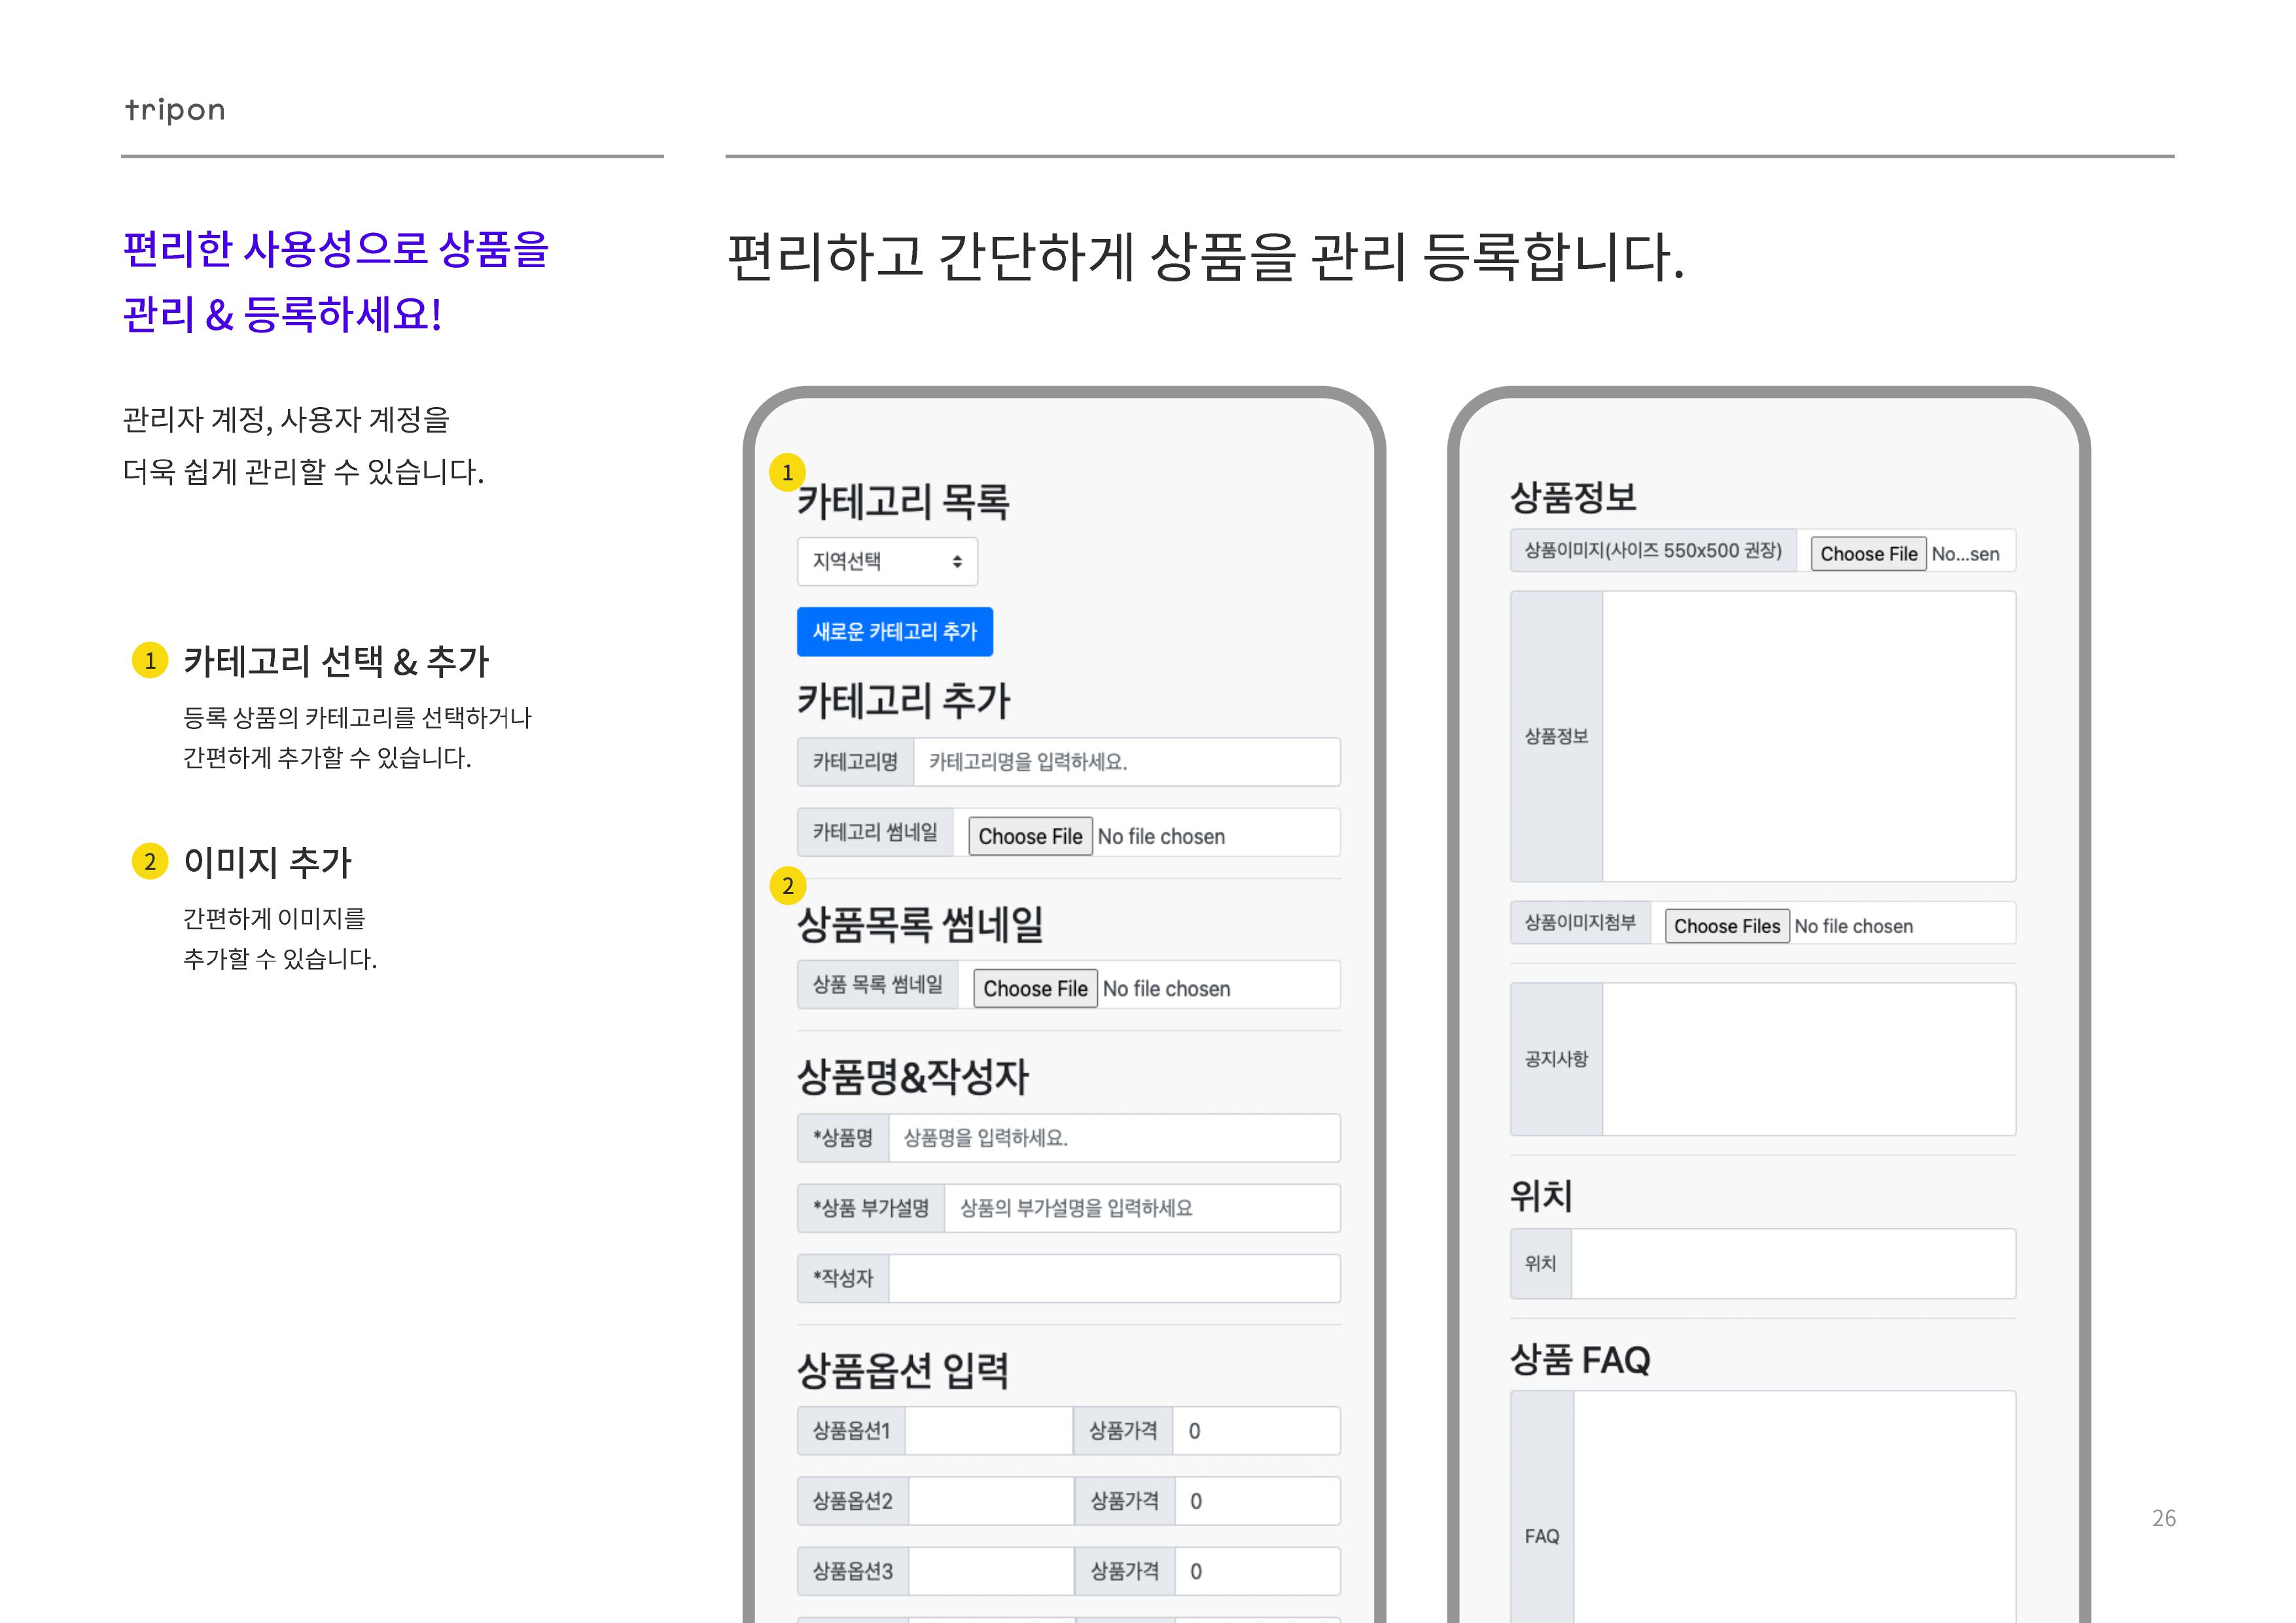 tripon
편리한 사용성으로 상품을
관리 & 등록하세요!
관리자 계정, 사용자 계정을
더욱 쉽게 관리할 수 있습니다.
1 카테고리 선택 & 추가
등록 상품의 카테고리를 선택하거나
간편하게 추가할 수 있습니다.
2 이미지 추가
간편하게 이미지를
추가할 수 있습니다.
편리하고 간단하게 상품을 관리 등록합니다.
1
카테고리 목록
지역선택
새로운 카테고리 추가
카테고리 추가
카테고리명 카테고리명을 입력하세요.
카테고리 썸네일 Choose File No file chosen
2
상품목록 썸네일
상품 목록 썸네일 Choose File No file chosen
상품명&작성자
*상품명 상품명을 입력하세요.
*상품 부가설명 상품의 부가설명을 입력하세요
*작성자
상품옵션 입력
상품옵션1 상품가격 0
상품옵션2 상품가격 0
상품옵션3 상품가격 0
상품정보
상품이미지(사이즈 550x500 권장) Choose File No...sen
상품정보
상품이미지첨부 Choose Files No file chosen
공지사항
위치
위치
상품 FAQ
FAQ
26